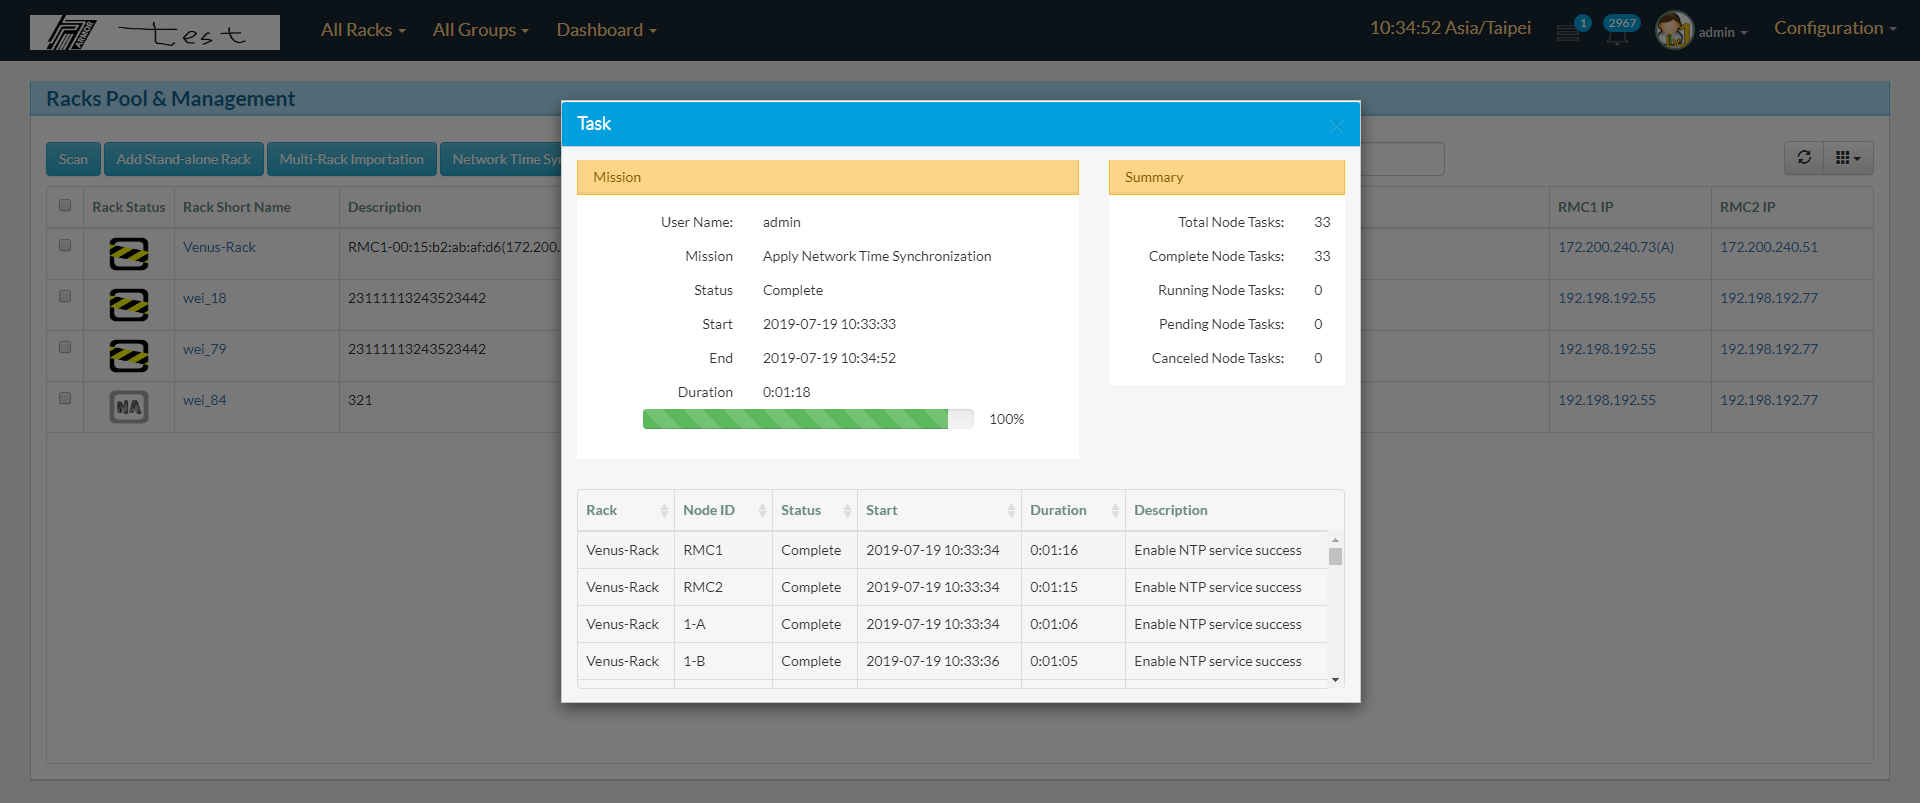 ARMOR test All Racks All Groups Dashboard 10:34:52 Asia/Taipei 1 2967 admin Configuration
Racks Pool & Management
Scan Add Stand-alone Rack Multi-Rack Importation Network Time Sy
Rack Status Rack Short Name Description RMC1 IP RMC2 IP
Venus-Rack RMC1-00:15:b2:ab:af:d6(172.200. 172.200.240.73(A) 172.200.240.51
wei_18 23111113243523442 192.198.192.55 192.198.192.77
wei_79 23111113243523442 192.198.192.55 192.198.192.77
NA wei_84 321 192.198.192.55 192.198.192.77
Task
Mission
User Name: admin
Mission Apply Network Time Synchronization
Status Complete
Start 2019-07-19 10:33:33
End 2019-07-19 10:34:52
Duration 0:01:18
100%
Summary
Total Node Tasks: 33
Complete Node Tasks: 33
Running Node Tasks: 0
Pending Node Tasks: 0
Canceled Node Tasks: 0
Rack Node ID Status Start Duration Description
Venus-Rack RMC1 Complete 2019-07-19 10:33:34 0:01:16 Enable NTP service success
Venus-Rack RMC2 Complete 2019-07-19 10:33:34 0:01:15 Enable NTP service success
Venus-Rack 1-A Complete 2019-07-19 10:33:34 0:01:06 Enable NTP service success
Venus-Rack 1-B Complete 2019-07-19 10:33:36 0:01:05 Enable NTP service success